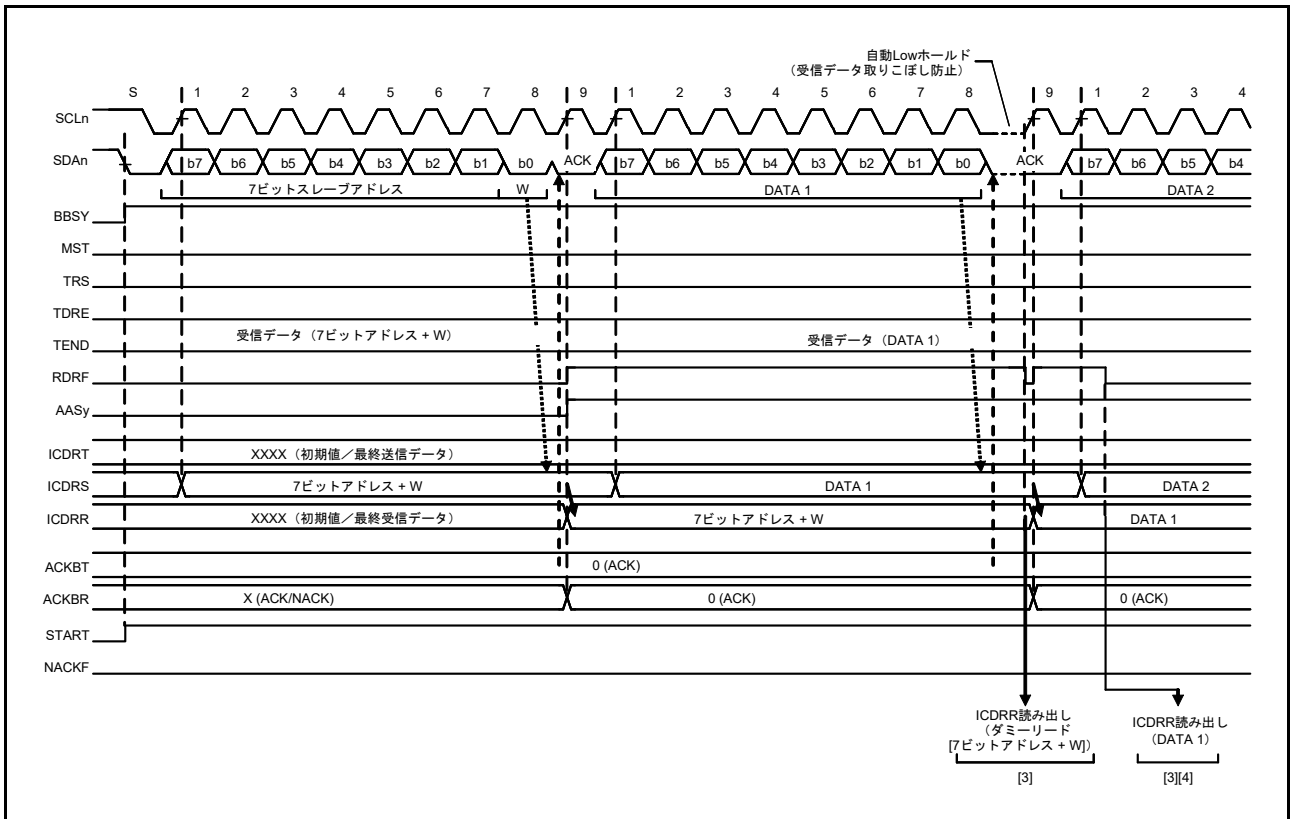 自動Lowホールド
（受信データ取りこぼし防止）
S 1 2 3 4 5 6 7 8 9 1 2 3 4 5 6 7 8 9 1 2 3 4
SCLn
SDAn b7 b6 b5 b4 b3 b2 b1 b0 ACK b7 b6 b5 b4 b3 b2 b1 b0 ACK b7 b6 b5 b4
7ビットスレーブアドレス W DATA 1 DATA 2
BBSY
MST
TRS
TDRE
受信データ（7ビットアドレス + W） 受信データ（DATA 1）
TEND
RDRF
AASy
ICDRT XXXX（初期値／最終送信データ）
ICDRS 7ビットアドレス + W DATA 1 DATA 2
ICDRR XXXX（初期値／最終受信データ） 7ビットアドレス + W DATA 1
ACKBT 0 (ACK)
ACKBR X (ACK/NACK) 0 (ACK) 0 (ACK)
START
NACKF
ICDRR読み出し
（ダミーリード
[7ビットアドレス + W]）
[3]
ICDRR読み出し
（DATA 1）
[3][4]